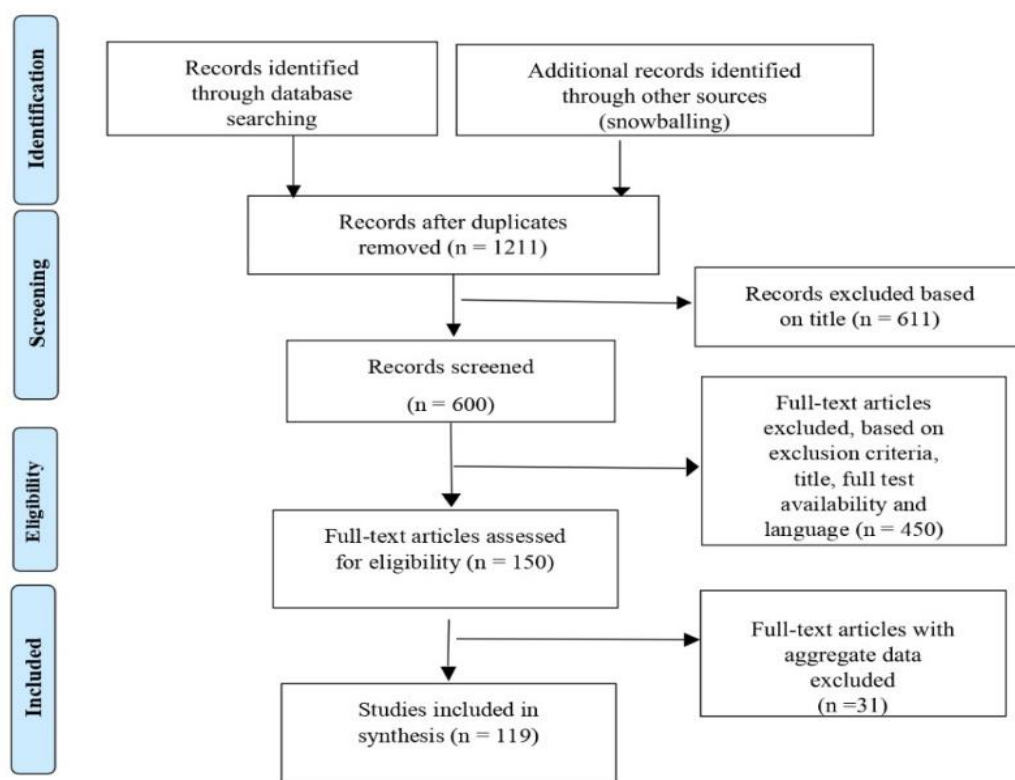 Identification
Records identified
through database
searching
Additional records identified
through other sources
(snowballing)
Screening
Records after duplicates
removed (n = 1211)
Records excluded based
on title (n = 611)
Records screened
(n = 600)
Full-text articles
excluded, based on
exclusion criteria,
title, full test
availability and
language (n = 450)
Eligibility
Full-text articles assessed
for eligibility (n = 150)
Included
Full-text articles with
aggregate data
excluded
(n =31)
Studies included in
synthesis (n = 119)